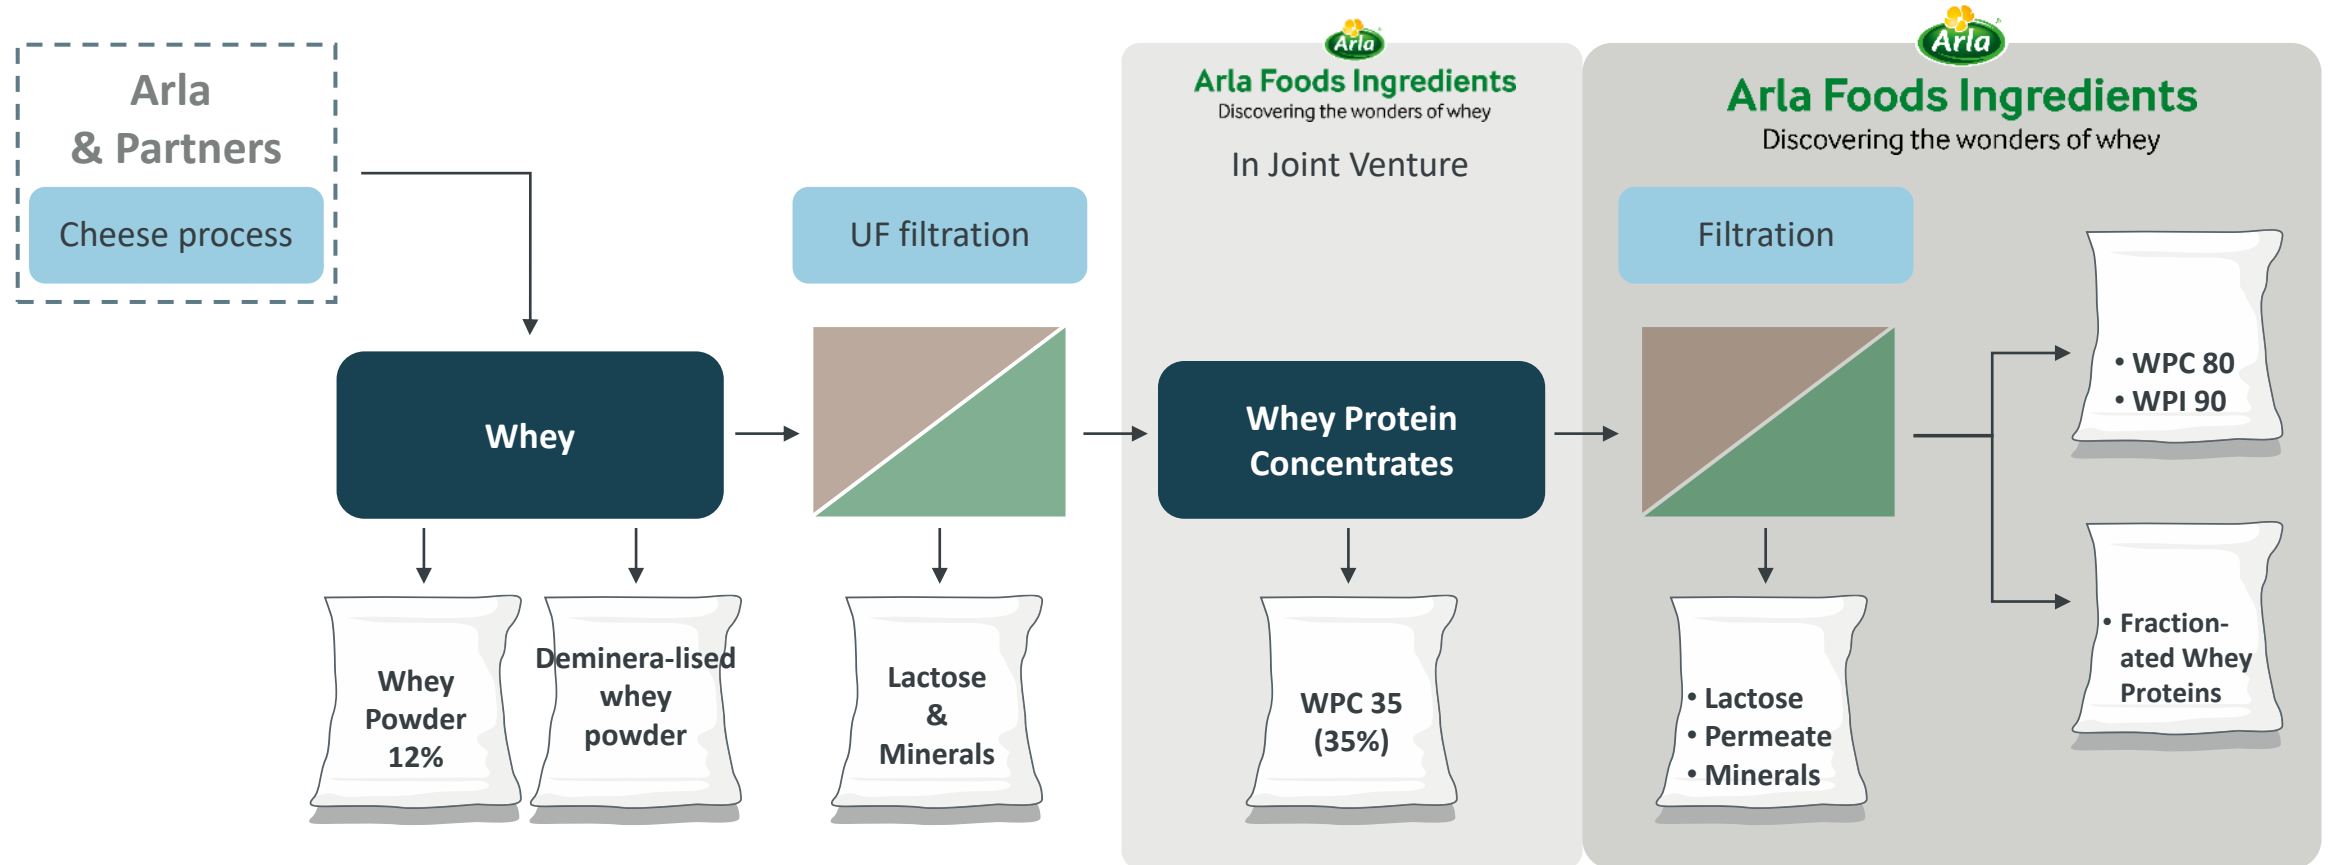 Arla
& Partners
Cheese process
Whey
Whey
Powder
12%
Deminera-lised
whey
powder
UF filtration
Lactose
&
Minerals
Arla
Arla Foods Ingredients
Discovering the wonders of whey
In Joint Venture
Whey Protein
Concentrates
WPC 35
(35%)
Arla
Arla Foods Ingredients
Discovering the wonders of whey
Filtration
• Lactose
• Permeate
• Minerals
• WPC 80
• WPI 90
• Fraction-
ated Whey
Proteins